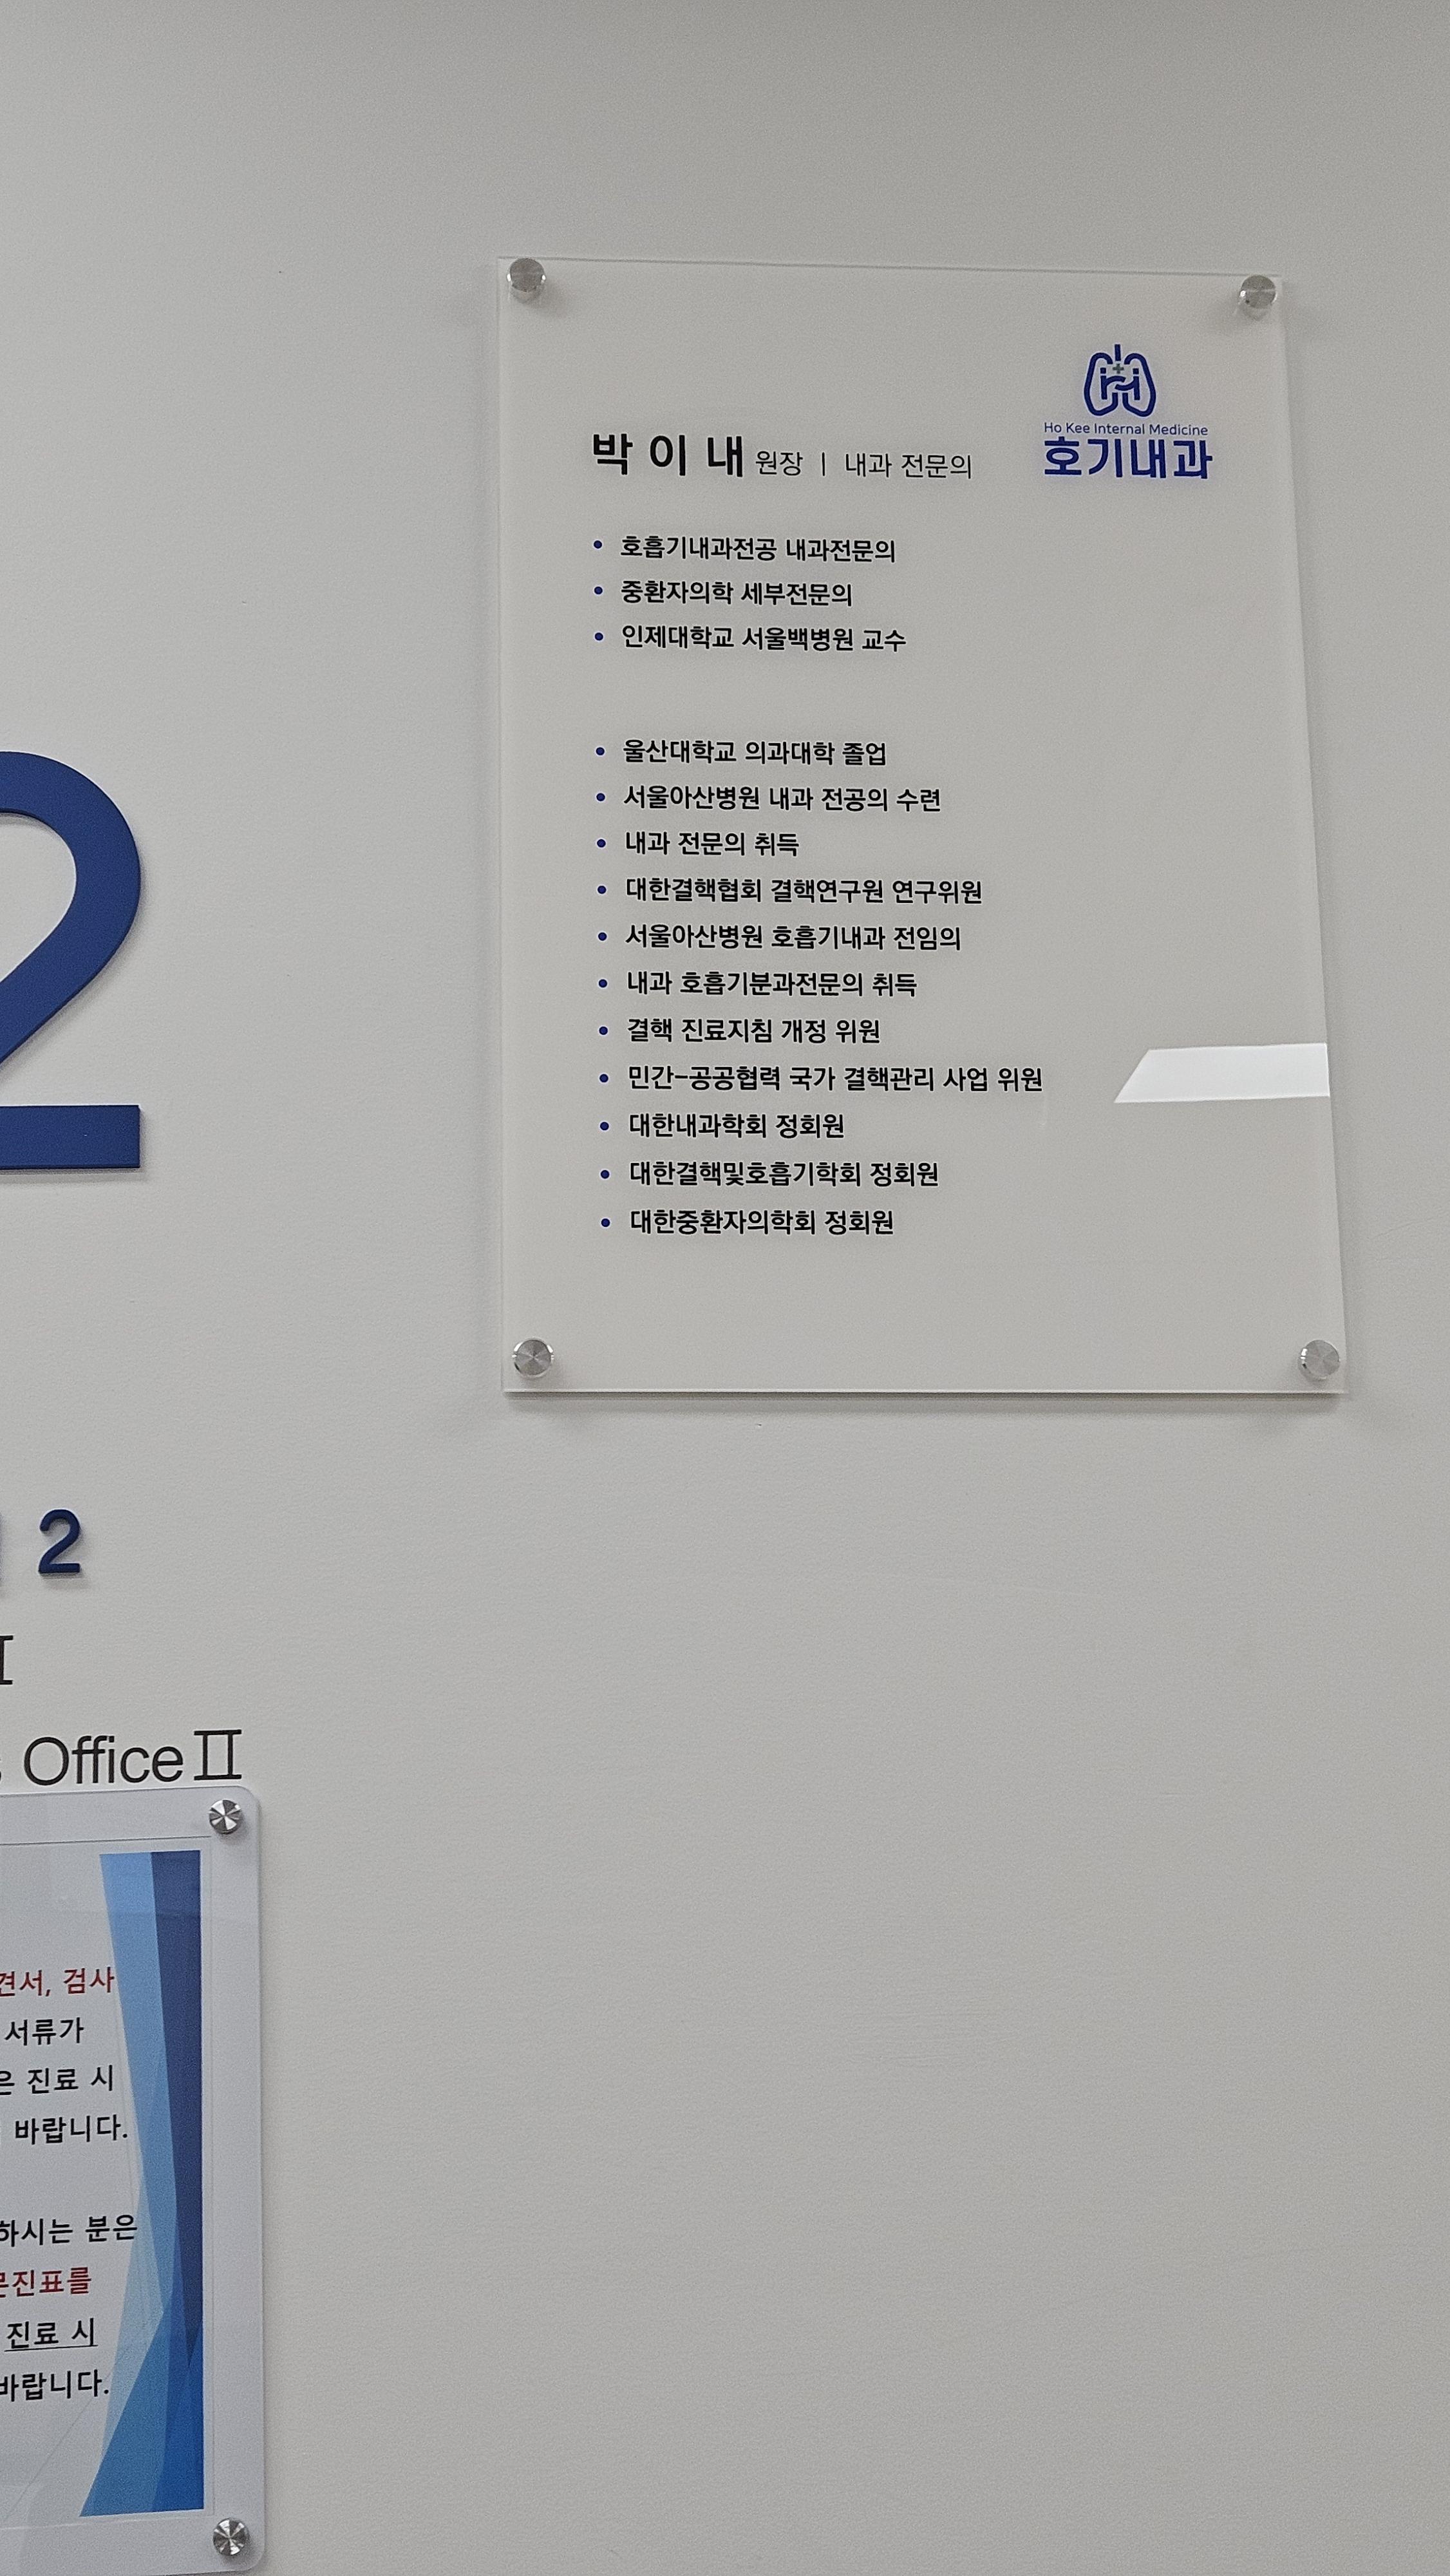 Ho Kee Internal Medicine
호기내과
박 이 내 원장 | 내과 전문의
• 호흡기내과전공 내과전문의
• 중환자의학 세부전문의
• 인제대학교 서울백병원 교수
• 울산대학교 의과대학 졸업
• 서울아산병원 내과 전공의 수련
• 내과 전문의 취득
• 대한결핵협회 결핵연구원 연구위원
• 서울아산병원 호흡기내과 전임의
• 내과 호흡기분과전문의 취득
• 결핵 진료지침 개정 위원
• 민간-공공협력 국가 결핵관리 사업 위원
• 대한내과학회 정회원
• 대한결핵및호흡기학회 정회원
• 대한중환자의학회 정회원
2
2
Office Ⅱ
견서, 검사
서류가
은 진료 시
바랍니다.
하시는 분은
문진표를
진료 시
바랍니다.